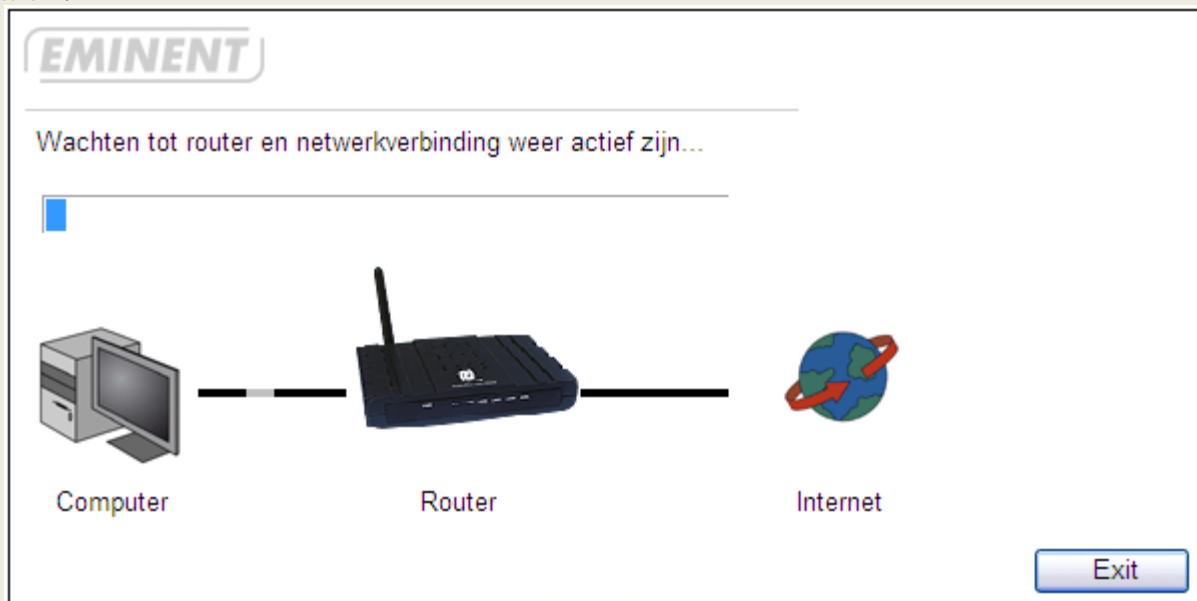 EMINENT
Wachten tot router en netwerkverbinding weer actief zijn...
Computer
Router
Internet
Exit